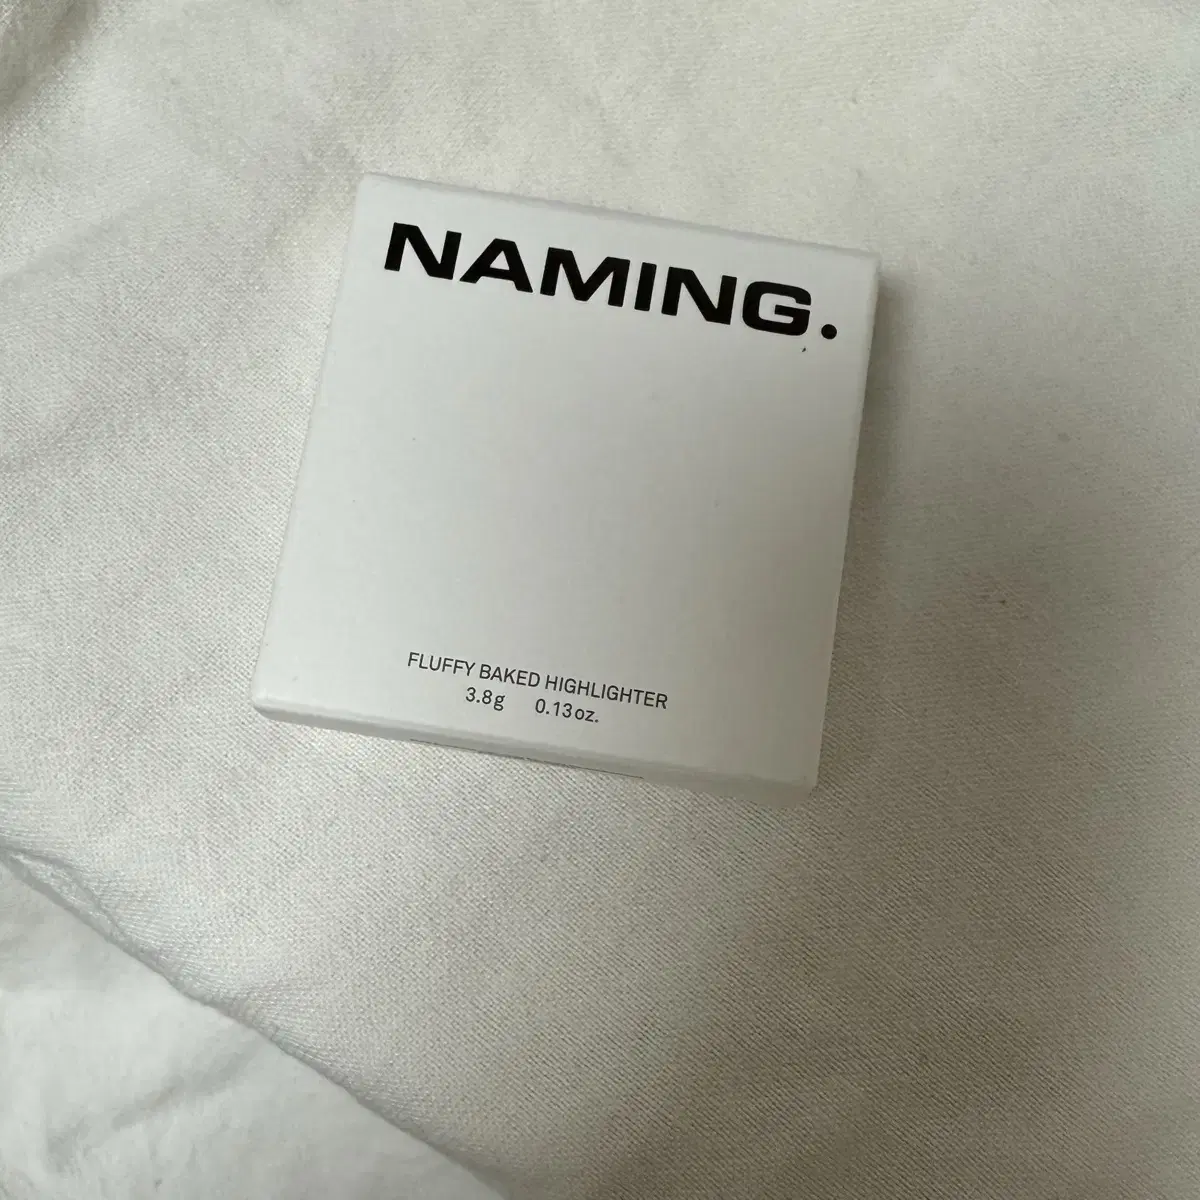 NAMING.
FLUFFY BAKED HIGHLIGHTER
3.8g 0.13oz.